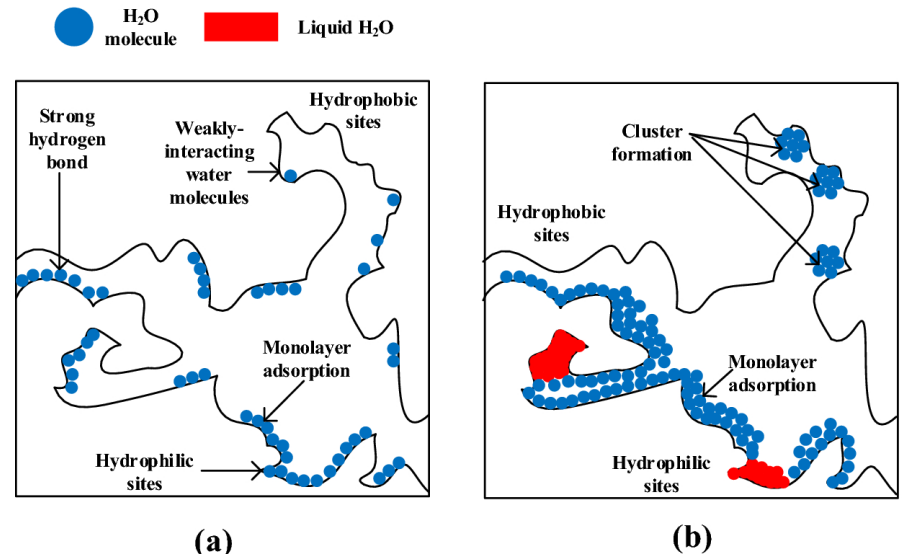 H₂O
molecule
Liquid H₂O
Strong
hydrogen
bond
Weakly-
interacting
water
molecules
Hydrophobic
sites
Monolayer
adsorption
Hydrophilic
sites
(a)
Cluster
formation
Hydrophobic
sites
Monolayer
adsorption
Hydrophilic
sites
(b)